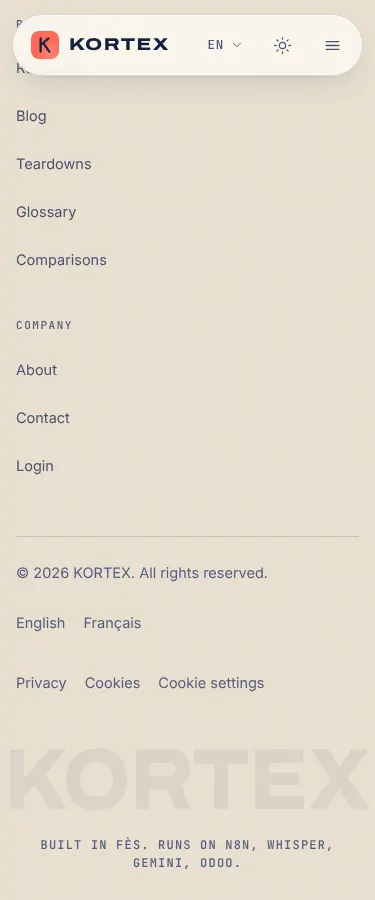 K KORTEX EN
Blog
Teardowns
Glossary
Comparisons
COMPANY
About
Contact
Login
© 2026 KORTEX. All rights reserved.
English Français
Privacy Cookies Cookie settings
KORTEX
BUILT IN FÈS. RUNS ON N8N, WHISPER,
GEMINI, ODOO.